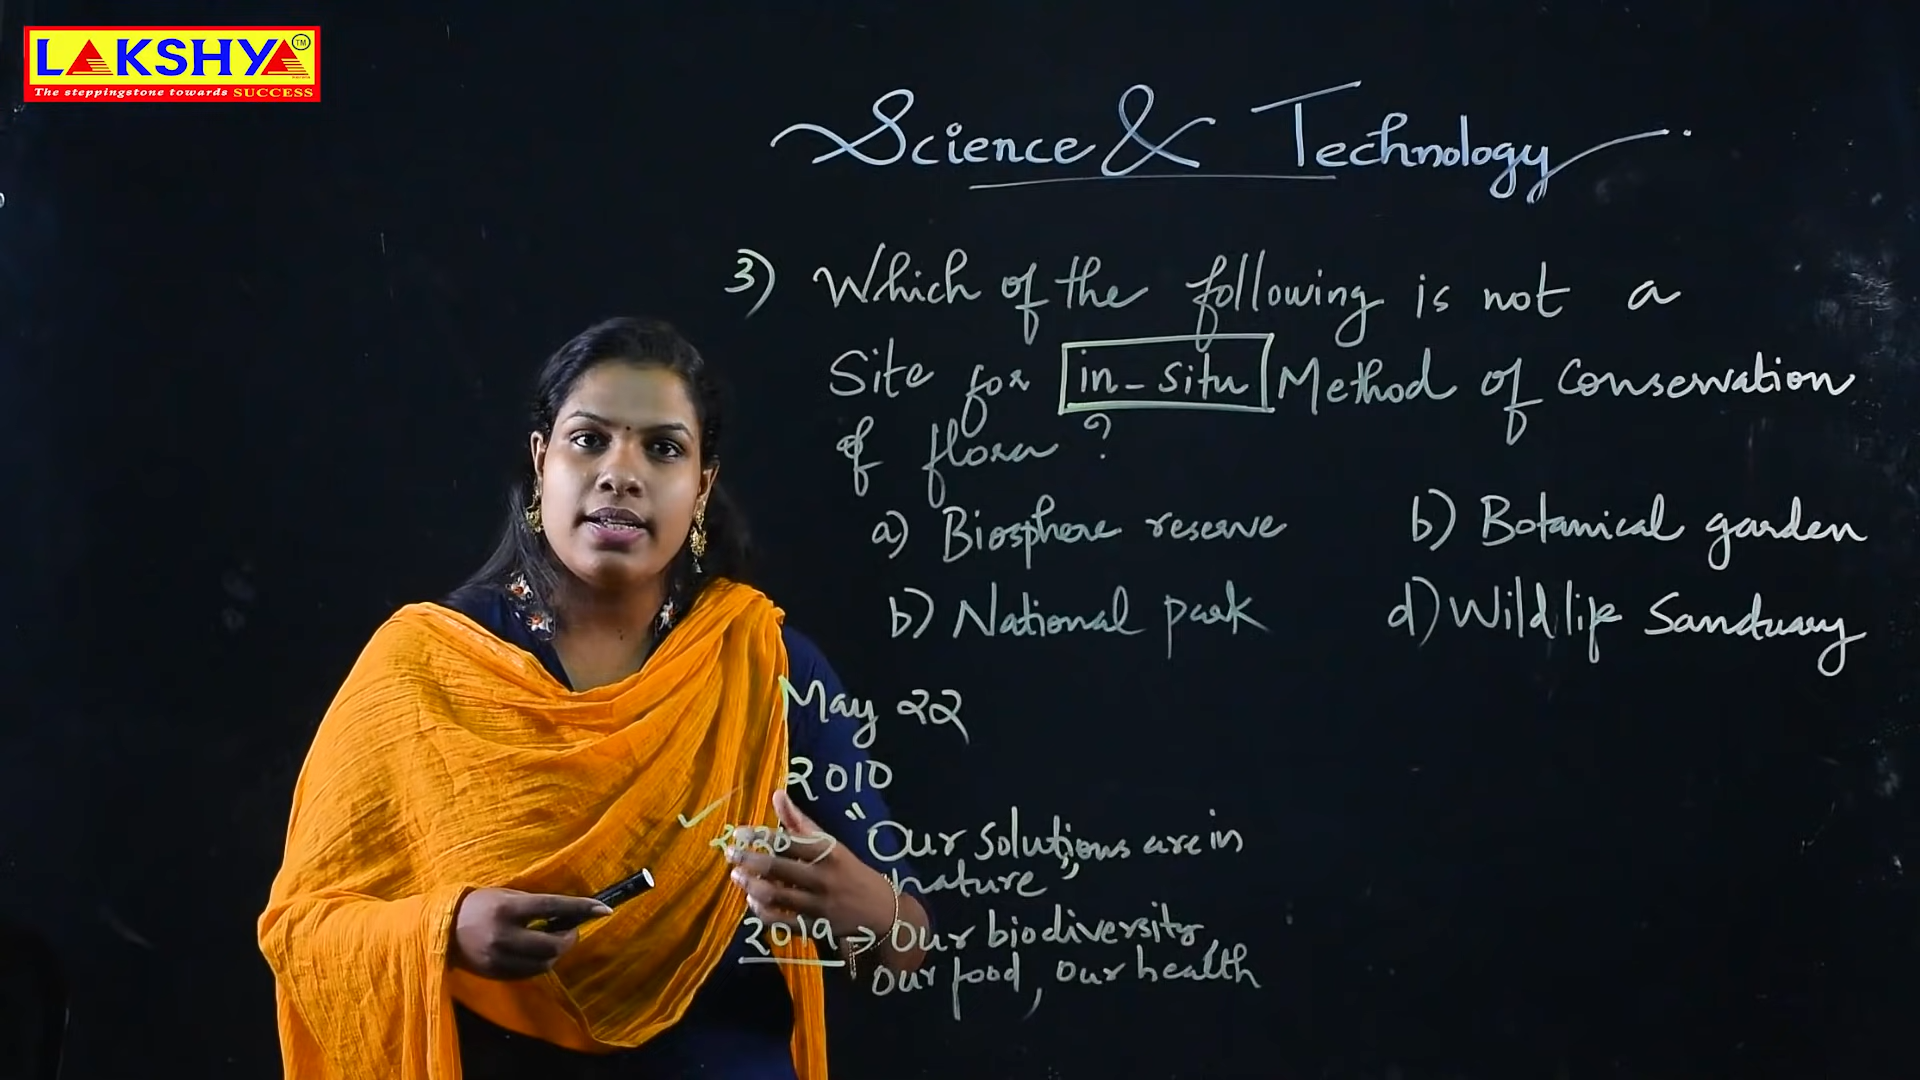 LAKSHYA TM
The steppingstone towards SUCCESS
Science & Technology
3) Which of the following is not a
Site for in-situ Method of Conservation
of flora?
a) Biosphere reserve b) Botanical garden
b) National park d) Wildlife Sanctuary
May 22
2010
✓ 2020 → "Our solutions are in
nature"
2019 → Our biodiversity,
our food, our health